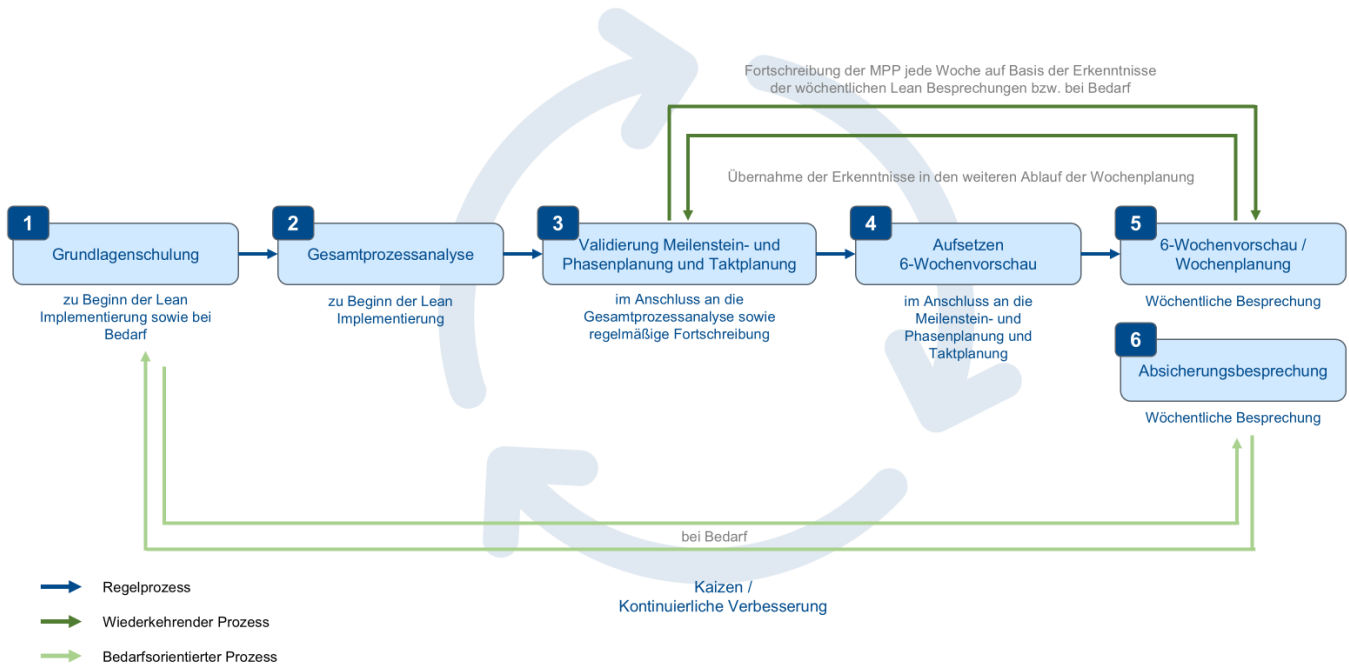 Fortschreibung der MPP jede Woche auf Basis der Erkenntnisse
der wöchentlichen Lean Besprechungen bzw. bei Bedarf
Übernahme der Erkenntnisse in den weiteren Ablauf der Wochenplanung
1
Grundlagenschulung
zu Beginn der Lean
Implementierung sowie bei
Bedarf
2
Gesamtprozessanalyse
zu Beginn der Lean
Implementierung
3
Validierung Meilenstein- und
Phasenplanung und Taktplanung
im Anschluss an die
Gesamtprozessanalyse sowie
regelmäßige Fortschreibung
4
Aufsetzen
6-Wochenvorschau
im Anschluss an die
Meilenstein- und
Phasenplanung und
Taktplanung
5
6-Wochenvorschau /
Wochenplanung
Wöchentliche Besprechung
6
Absicherungsbesprechung
Wöchentliche Besprechung
bei Bedarf
Kaizen /
Kontinuierliche Verbesserung
Regelprozess
Wiederkehrender Prozess
Bedarfsorientierter Prozess